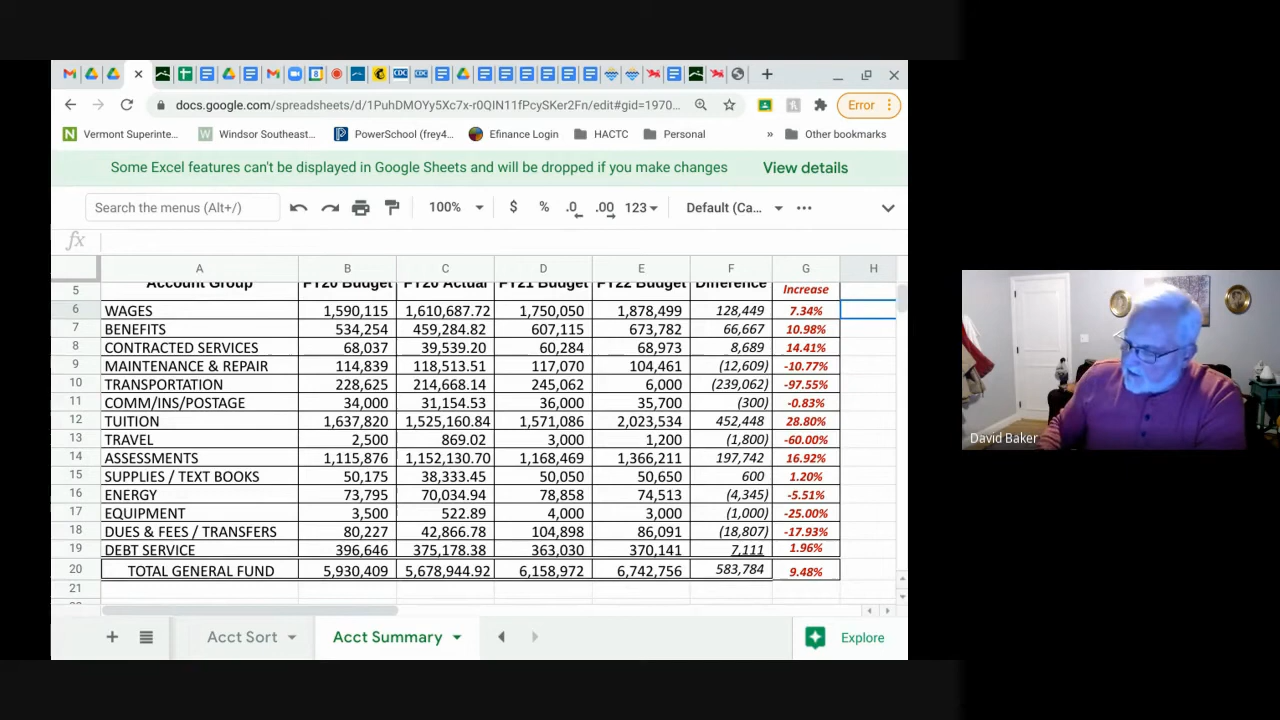 docs.google.com/spreadsheets/d/1PuhDMOYy5Xc7x-r0QIN11fPcySKer2Fn/edit#gid=1970... Error
Vermont Superinte... Windsor Southeast... PowerSchool (frey4... Efinance Login HACTC Personal » Other bookmarks
Some Excel features can't be displayed in Google Sheets and will be dropped if you make changes View details
Search the menus (Alt+/) 100% $ % .0 .00 123 Default (Ca... ...
fx
A B C D E F G H
5 Account Group FY20 Budget FY20 Actual FY21 Budget FY22 Budget Difference Increase
6 WAGES 1,590,115 1,610,687.72 1,750,050 1,878,499 128,449 7.34%
7 BENEFITS 534,254 459,284.82 607,115 673,782 66,667 10.98%
8 CONTRACTED SERVICES 68,037 39,539.20 60,284 68,973 8,689 14.41%
9 MAINTENANCE & REPAIR 114,839 118,513.51 117,070 104,461 (12,609) -10.77%
10 TRANSPORTATION 228,625 214,668.14 245,062 6,000 (239,062) -97.55%
11 COMM/INS/POSTAGE 34,000 31,154.53 36,000 35,700 (300) -0.83%
12 TUITION 1,637,820 1,525,160.84 1,571,086 2,023,534 452,448 28.80%
13 TRAVEL 2,500 869.02 3,000 1,200 (1,800) -60.00%
14 ASSESSMENTS 1,115,876 1,152,130.70 1,168,469 1,366,211 197,742 16.92%
15 SUPPLIES / TEXT BOOKS 50,175 38,333.45 50,050 50,650 600 1.20%
16 ENERGY 73,795 70,034.94 78,858 74,513 (4,345) -5.51%
17 EQUIPMENT 3,500 522.89 4,000 3,000 (1,000) -25.00%
18 DUES & FEES / TRANSFERS 80,227 42,866.78 104,898 86,091 (18,807) -17.93%
19 DEBT SERVICE 396,646 375,178.38 363,030 370,141 7,111 1.96%
20 TOTAL GENERAL FUND 5,930,409 5,678,944.92 6,158,972 6,742,756 583,784 9.48%
21
Acct Sort Acct Summary Explore
David Baker